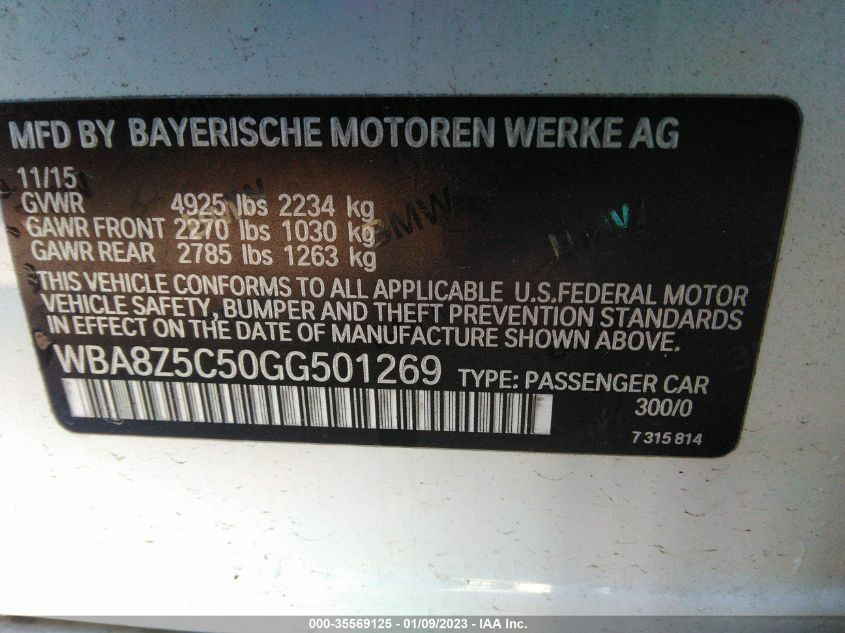 MFD BY BAYERISCHE MOTOREN WERKE AG
11/15
GVWR 4925 lbs 2234 kg
GAWR FRONT 2270 lbs 1030 kg
GAWR REAR 2785 lbs 1263 kg
THIS VEHICLE CONFORMS TO ALL APPLICABLE U.S.FEDERAL MOTOR
VEHICLE SAFETY, BUMPER AND THEFT PREVENTION STANDARDS
IN EFFECT ON THE DATE OF MANUFACTURE SHOWN ABOVE.
WBA8Z5C50GG501269 TYPE: PASSENGER CAR
300/0
7 315 814
BMW
BMW
BMW
000-35569125 - 01/09/2023 - IAA Inc.